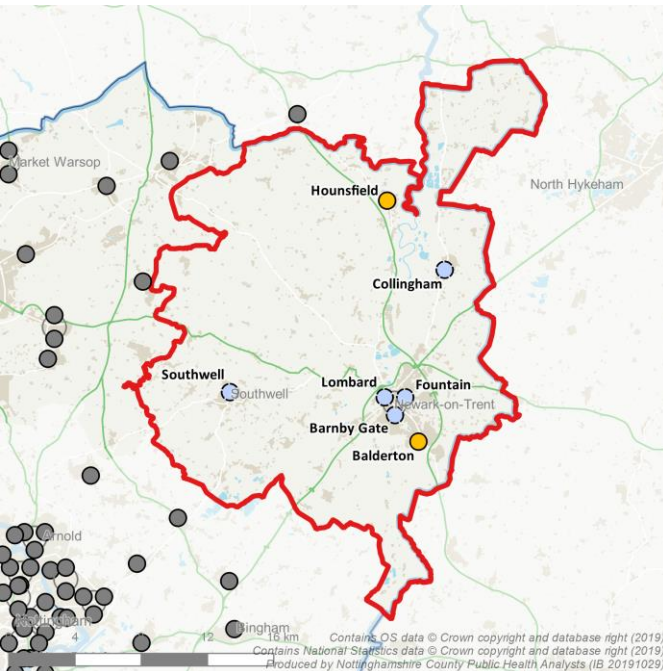 Market Warsop
Hounsfield
North Hykeham
Collingham
Southwell
Southwell
Lombard
Fountain
Newark-on-Trent
Barnby Gate
Balderton
Arnold
Nottingham
Bingham
4
12
16 km
Contains OS data © Crown copyright and database right (2019)
Contains National Statistics data © Crown copyright and database right (2019)
Produced by Nottinghamshire County Public Health Analysts (IB 20191029)